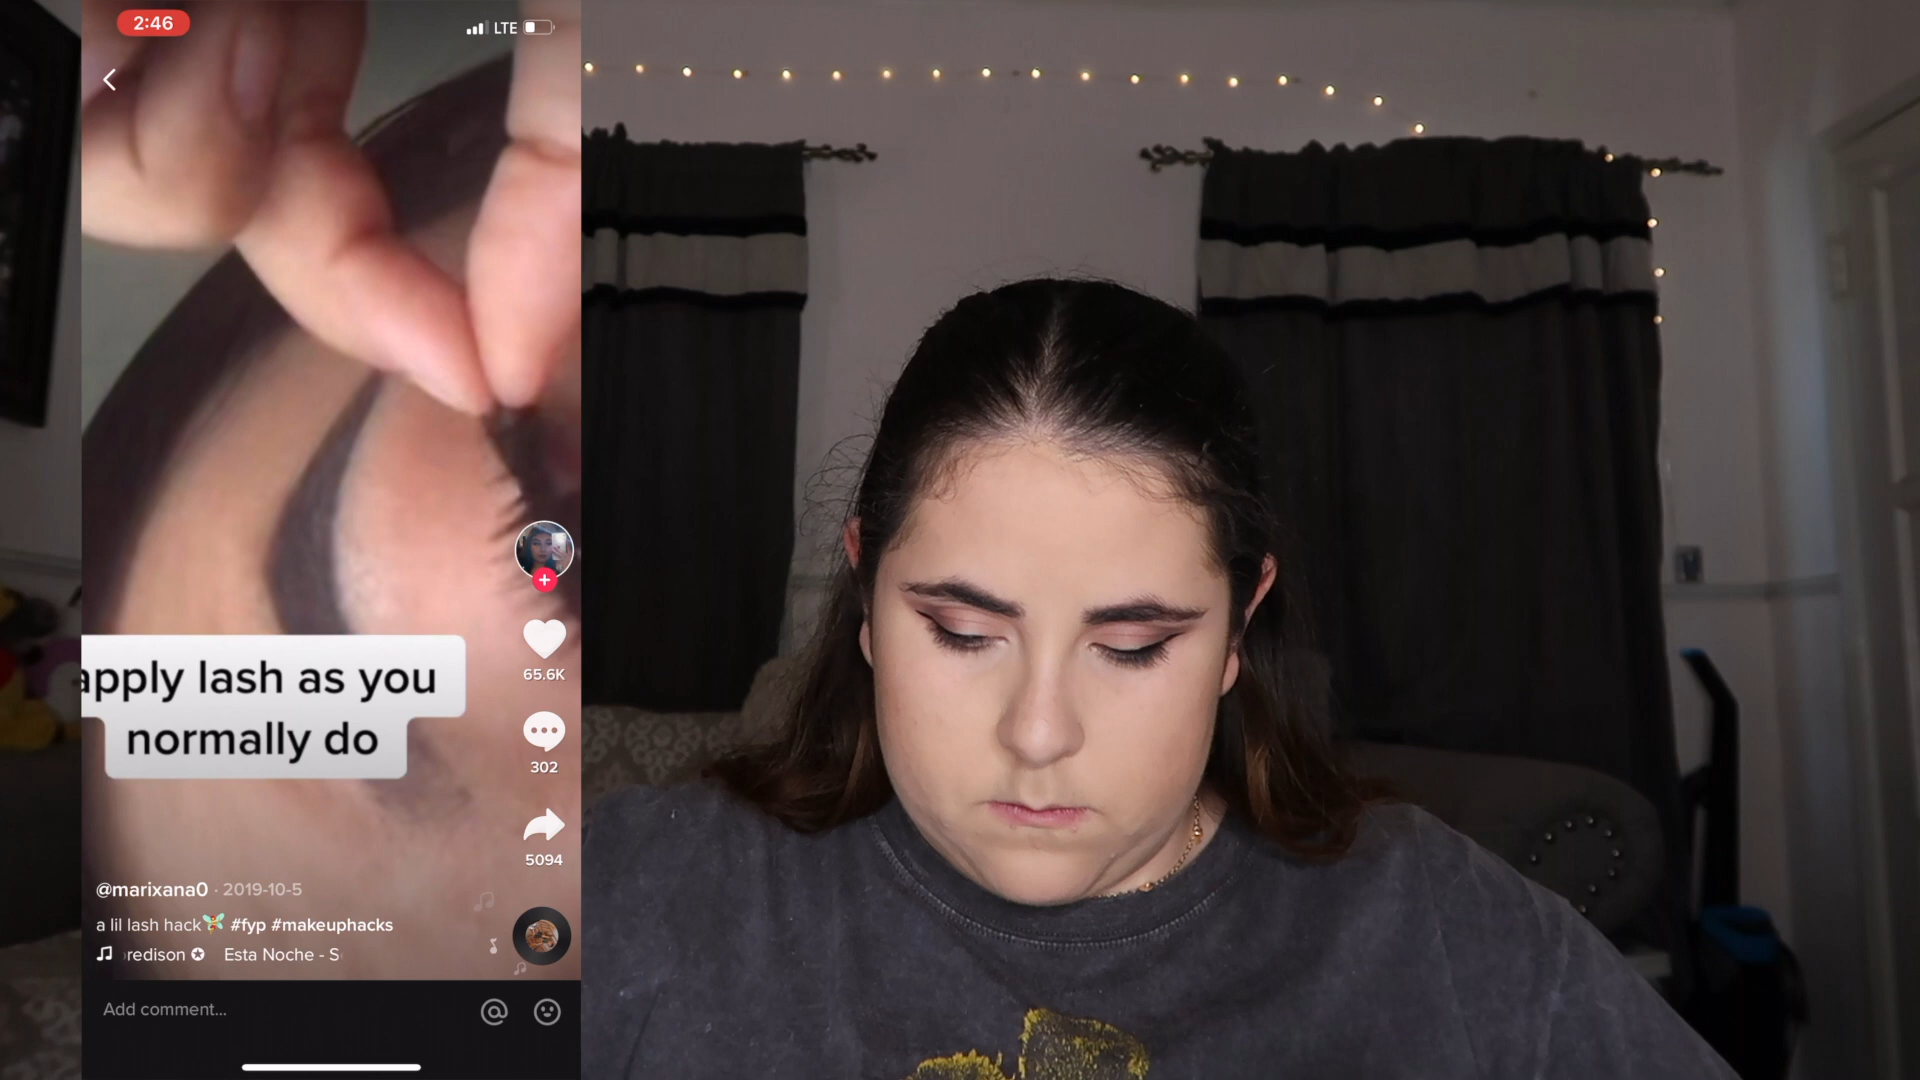 2:46
LTE
apply lash as you
normally do
65.6K
302
5094
@marixana0 · 2019-10-5
a lil lash hack #fyp #makeuphacks
redison Esta Noche - S
Add comment...